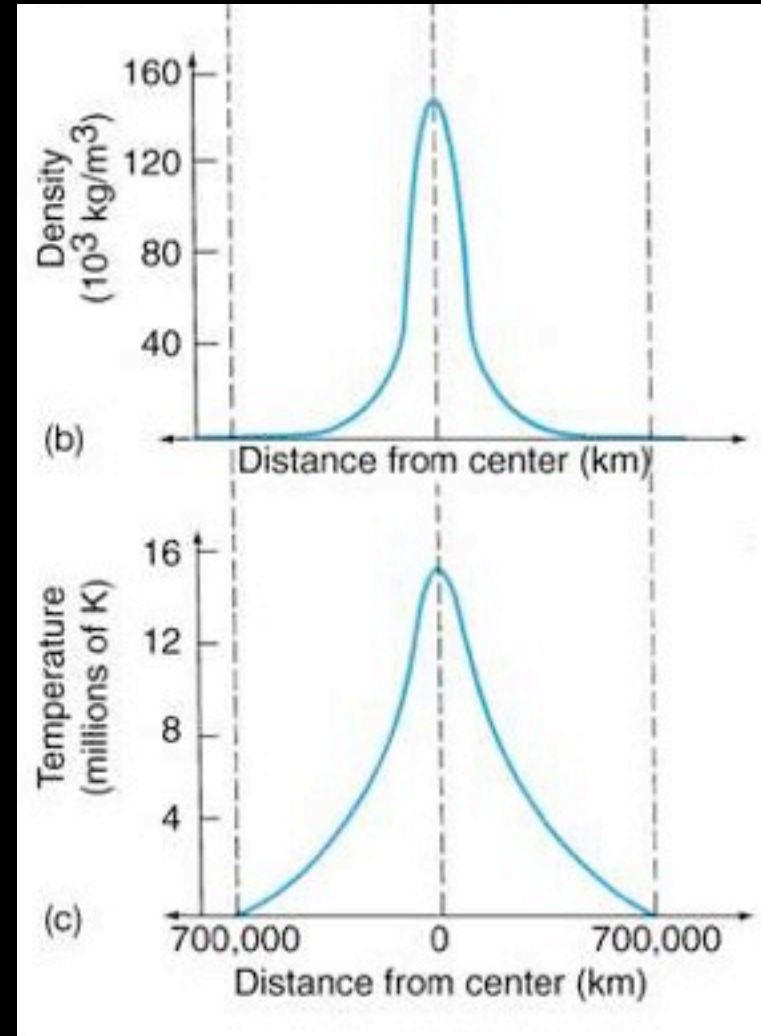 160
120
80
40
Density
(10³ kg/m³)
(b)
Distance from center (km)
16
12
8
4
Temperature
(millions of K)
(c)
700,000 0 700,000
Distance from center (km)